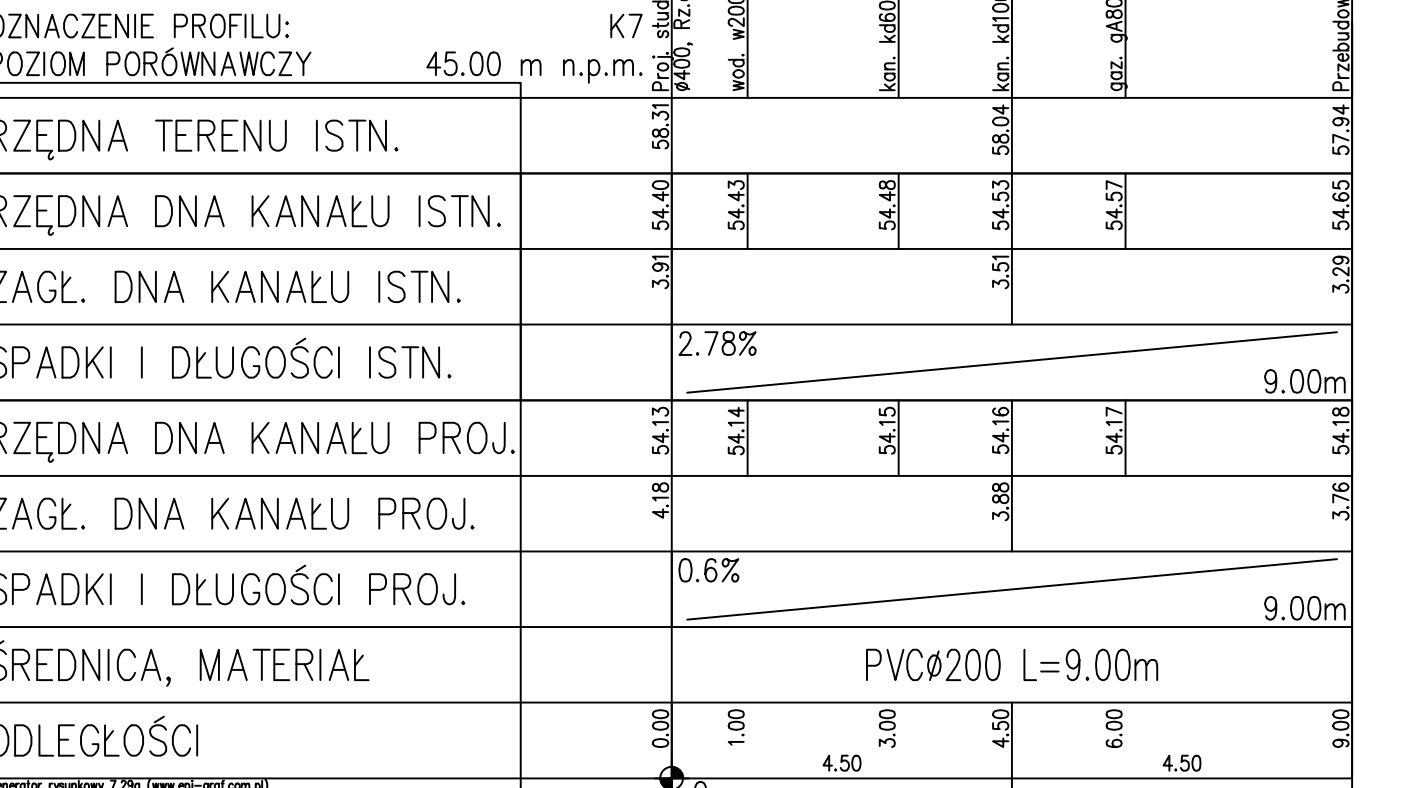 OZNACZENIE PROFILU: K7
POZIOM PORÓWNAWCZY 45.00 m n.p.m.
Proj. stud
ø400, Rz.
wod. w200
kan. kd60
kan. kd10
gaz. gA80
Przebudow
RZĘDNA TERENU ISTN. 58.31 58.04 57.94
RZĘDNA DNA KANAŁU ISTN. 54.40 54.43 54.48 54.53 54.57 54.65
ZAGŁ. DNA KANAŁU ISTN. 3.91 3.51 3.29
SPADKI I DŁUGOŚCI ISTN. 2.78% 9.00m
RZĘDNA DNA KANAŁU PROJ. 54.13 54.14 54.15 54.16 54.17 54.18
ZAGŁ. DNA KANAŁU PROJ. 4.18 3.88 3.76
SPADKI I DŁUGOŚCI PROJ. 0.6% 9.00m
ŚREDNICA, MATERIAŁ PVCø200 L=9.00m
ODLEGŁOŚCI 0.00 1.00 3.00 4.50 6.00 9.00
4.50 4.50
enerator rysunkowy 7.29g (www.epi-graf.com.pl)